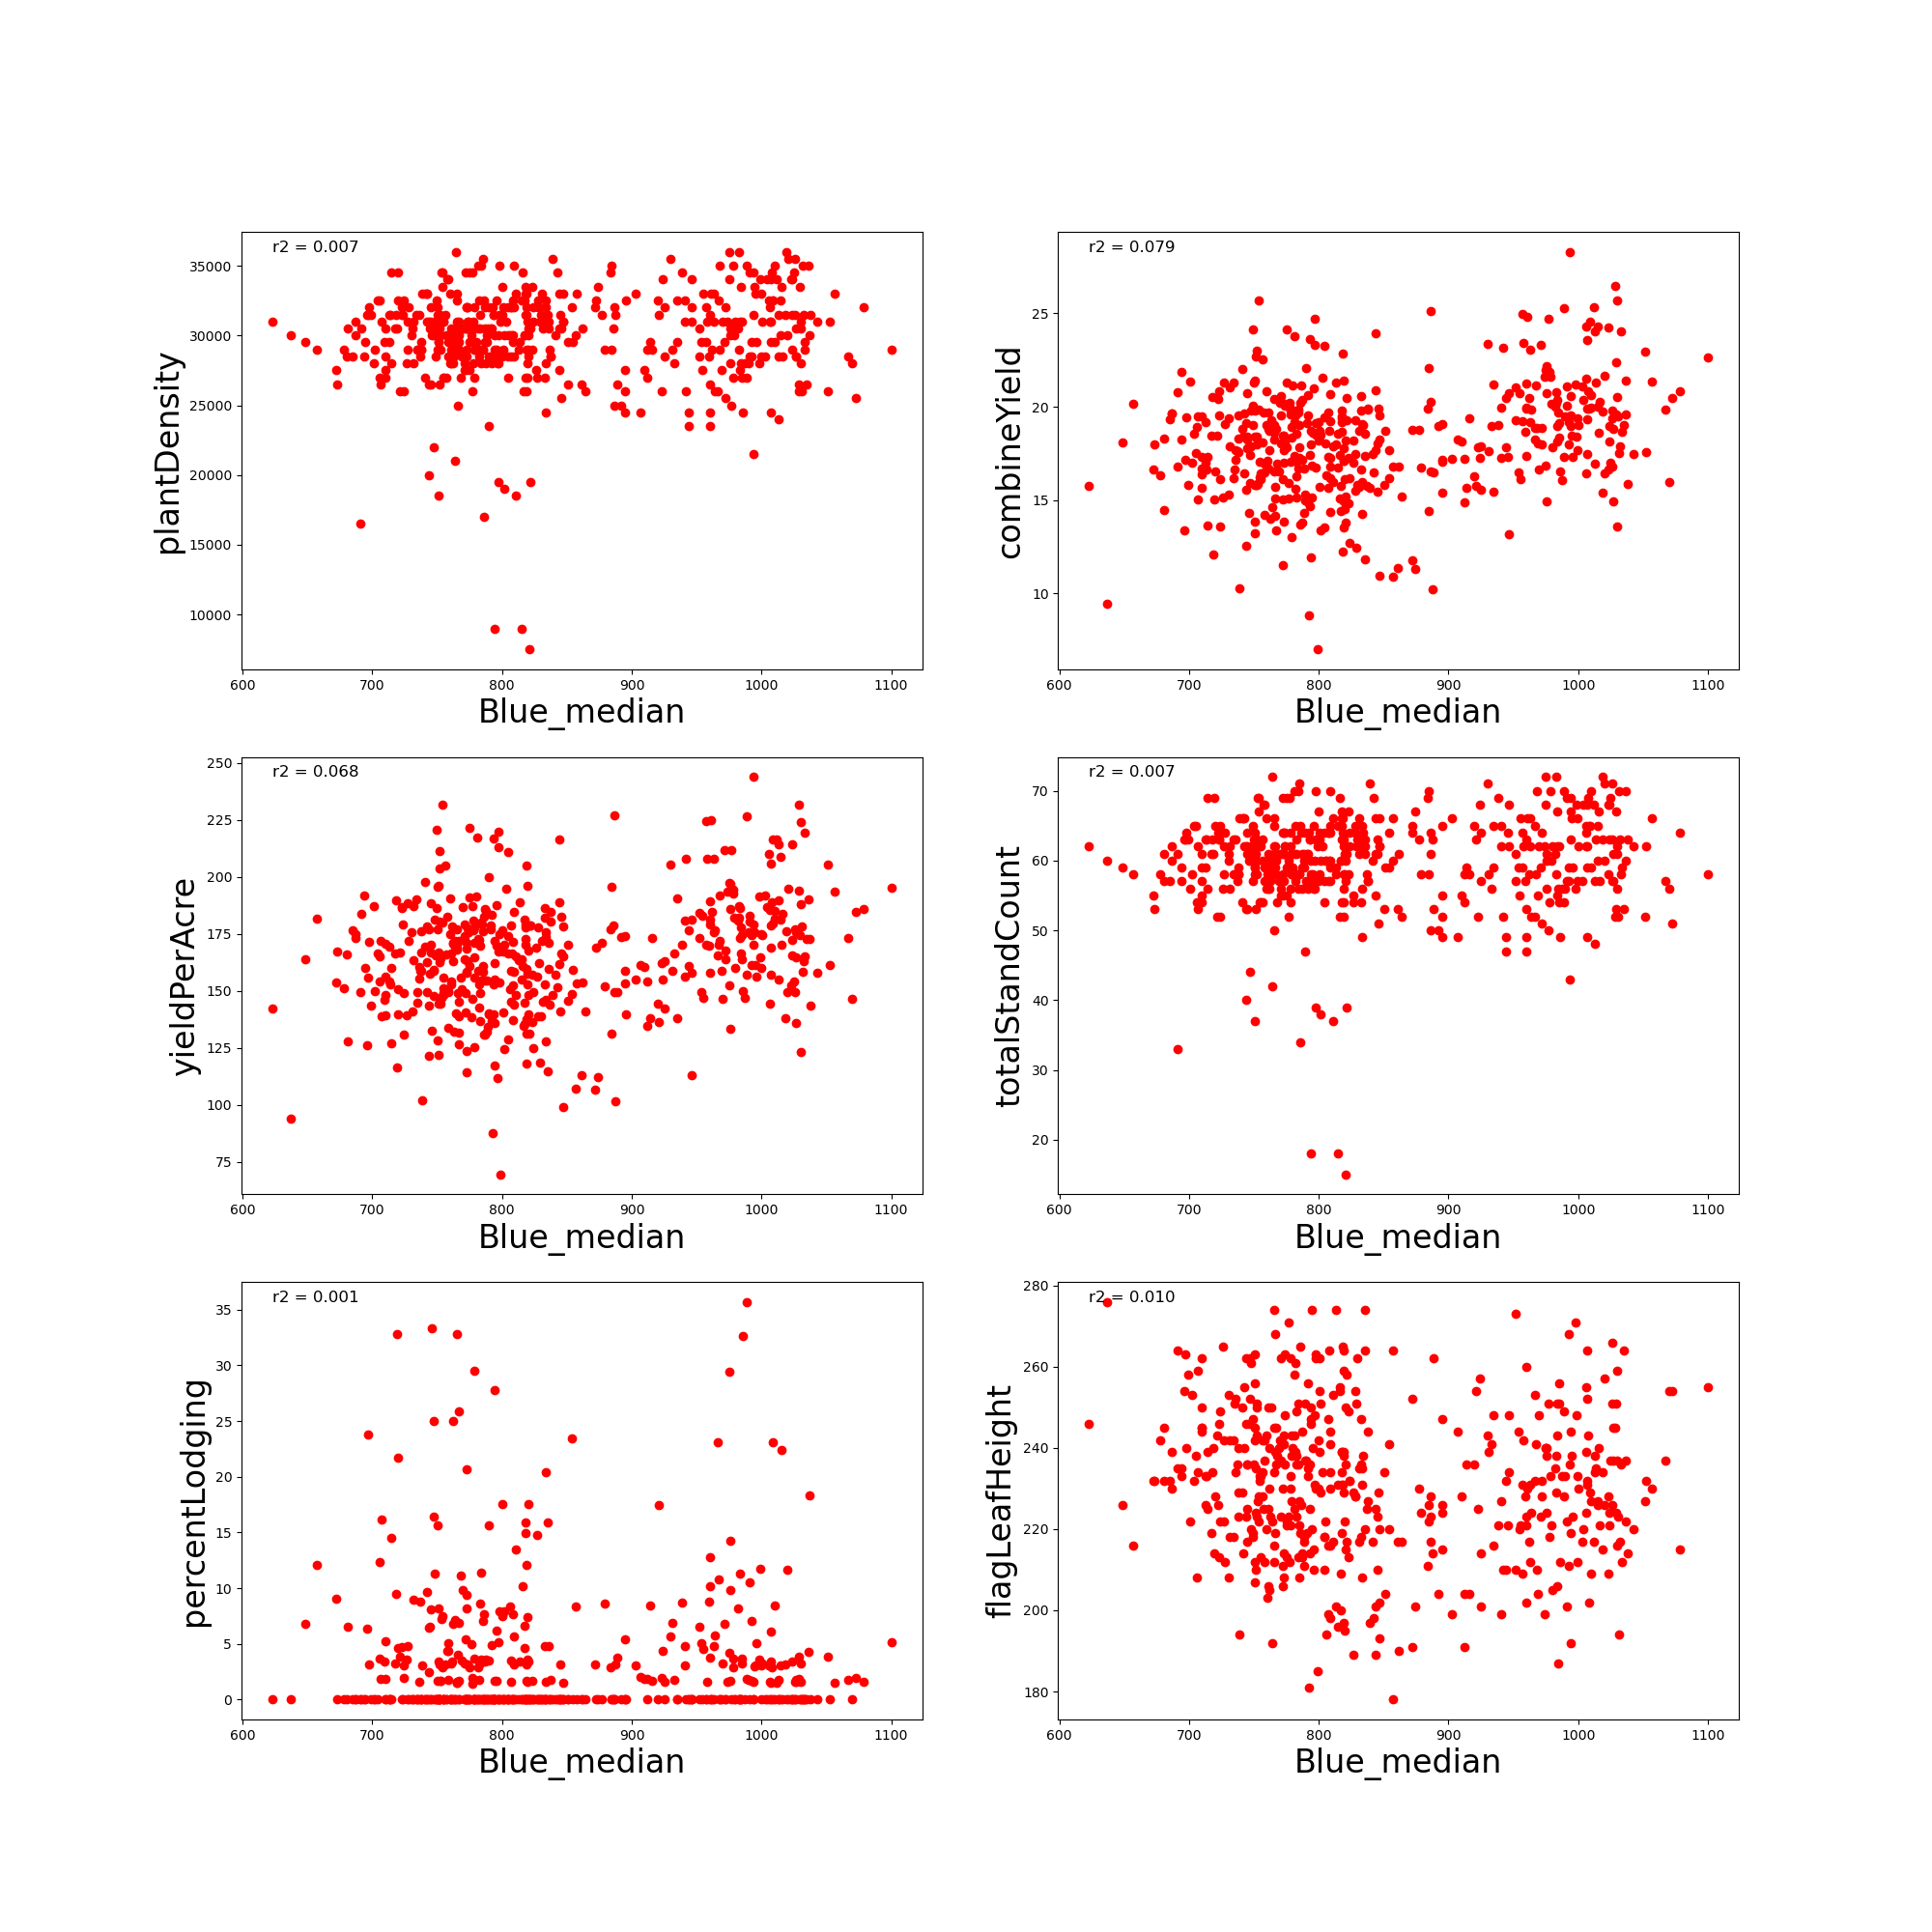 r2 = 0.007
35000
30000
25000
20000
15000
10000
plantDensity
600 700 800 900 1000 1100
Blue_median
r2 = 0.079
25
20
15
10
combineYield
600 700 800 900 1000 1100
Blue_median
r2 = 0.068
250
225
200
175
150
125
100
75
yieldPerAcre
600 700 800 900 1000 1100
Blue_median
r2 = 0.007
70
60
50
40
30
20
totalStandCount
600 700 800 900 1000 1100
Blue_median
r2 = 0.001
35
30
25
20
15
10
5
0
percentLodging
600 700 800 900 1000 1100
Blue_median
r2 = 0.010
280
260
240
220
200
180
flagLeafHeight
600 700 800 900 1000 1100
Blue_median